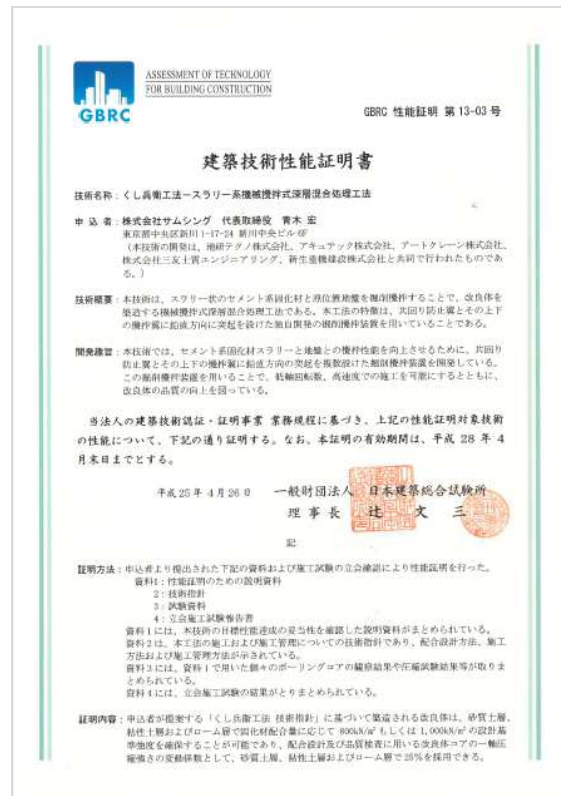 ASSESSMENT OF TECHNOLOGY
FOR BUILDING CONSTRUCTION
GBRC
GBRC 性能証明 第13-03号
建築技術性能証明書
技術名称：くし兵衛工法－スラリー系機械攪拌式深層混合処理工法
申込者：株式会社サムシング 代表取締役 青木 宏
東京都中央区新川1-17-24 新川中央ビル6F
（本技術の開発は、地研テクノ株式会社、アキュテック株式会社、アートクレーン株式会社、
株式会社三友土質エンジニアリング、新生重機建設株式会社と共同で行われたものであ
る。）
技術概要：本技術は、スラリー状のセメント系固化材と原位置地盤を掘削攪拌することで、改良体を
築造する機械攪拌式深層混合処理工法である。本工法の特徴は、共回り防止翼とその上下
の攪拌翼に鉛直方向に突起を設けた独自開発の掘削攪拌装置を用いていることである。
開発趣旨：本技術では、セメント系固化材スラリーと地盤との攪拌性能を向上させるために、共回り
防止翼とその上下の攪拌翼に鉛直方向の突起を複数設けた掘削攪拌装置を開発している。
この掘削攪拌装置を用いることで、低軸回転数、高速度での施工を可能にするとともに、
改良体の品質の向上を図っている。
当法人の建築技術認証・証明事業 業務規程に基づき、上記の性能証明対象技術
の性能について、下記の通り証明する。なお、本証明の有効期間は、平成 28 年 4
月末日までとする。
平成25年 4月26日
一般財団法人 日本建築総合試験所
理事長 辻 文三
記
証明方法：申込者より提出された下記の資料および施工試験の立会確認により性能証明を行った。
資料1：性能証明のための説明資料
2：技術指針
3：試験資料
4：立会施工試験報告書
資料1には、本技術の目標性能達成の妥当性を確認した説明資料がまとめられている。
資料2は、本工法の施工および施工管理についての技術指針であり、配合設計方法、施工
方法および施工管理方法が示されている。
資料3には、資料1で用いた個々のボーリングコアの観察結果や圧縮試験結果等が取りま
とめられている。
資料4には、立会施工試験の結果がとりまとめられている。
証明内容：申込者が提案する「くし兵衛工法 技術指針」に基づいて築造される改良体は、砂質土層、
粘性土層およびローム層で固化材配合量に応じて 800kN/m²もしくは 1,000kN/m²の設計基
準強度を確保することが可能であり、配合設計及び品質検査に用いる改良体コアの一軸圧
縮強さの変動係数として、砂質土層、粘性土層およびローム層で25％を採用できる。